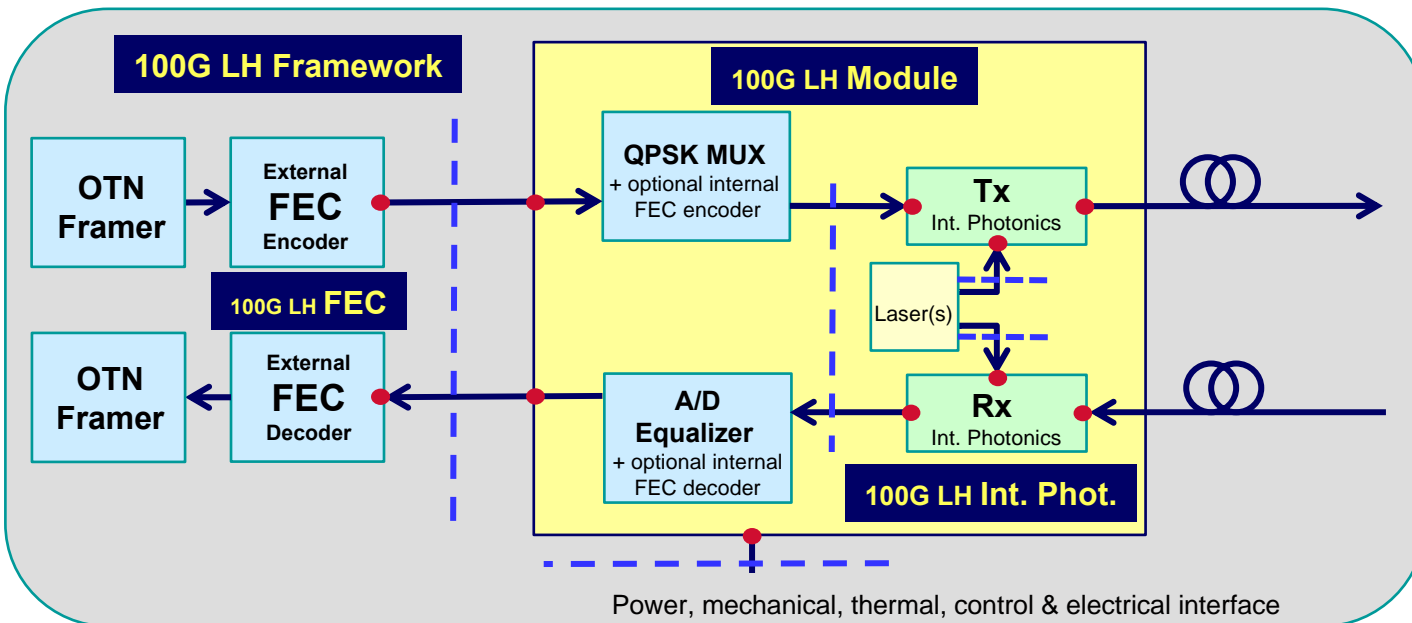 100G LH Framework
100G LH Module
OTN
Framer
External
FEC
Encoder
QPSK MUX
+ optional internal
FEC encoder
Tx
Int. Photonics
100G LH FEC
Laser(s)
OTN
Framer
External
FEC
Decoder
A/D
Equalizer
+ optional internal
FEC decoder
Rx
Int. Photonics
100G LH Int. Phot.
Power, mechanical, thermal, control & electrical interface